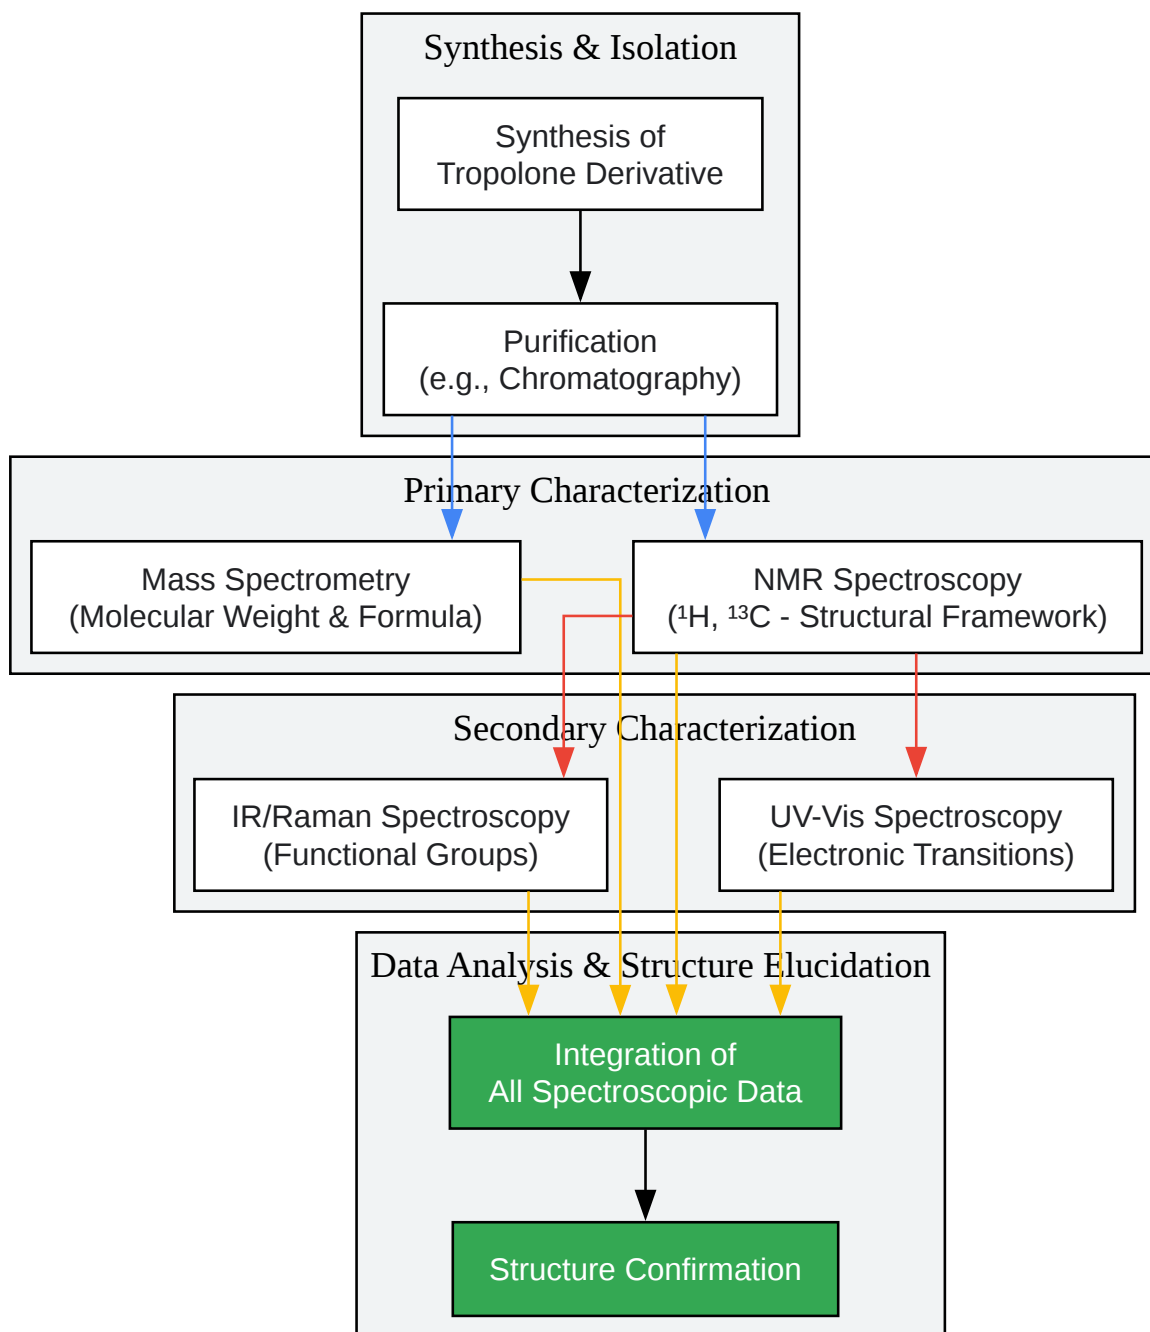 Synthesis & Isolation
Synthesis of
Tropolone Derivative
Purification
(e.g., Chromatography)
Primary Characterization
Mass Spectrometry
(Molecular Weight & Formula)
NMR Spectroscopy
(¹H, ¹³C - Structural Framework)
Secondary Characterization
IR/Raman Spectroscopy
(Functional Groups)
UV-Vis Spectroscopy
(Electronic Transitions)
Data Analysis & Structure Elucidation
Integration of
All Spectroscopic Data
Structure Confirmation